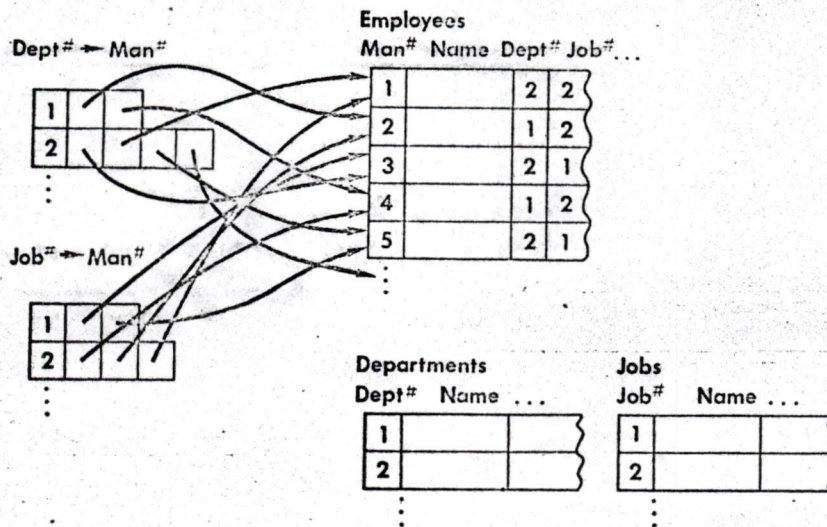 Dept# → Man#
1
2
⋮
Job# → Man#
1
2
⋮
Employees
Man# Name Dept# Job# ...
1 2 2
2 1 2
3 2 1
4 1 2
5 2 1
⋮
Departments
Dept# Name ...
1
2
⋮
Jobs
Job# Name ...
1
2
⋮